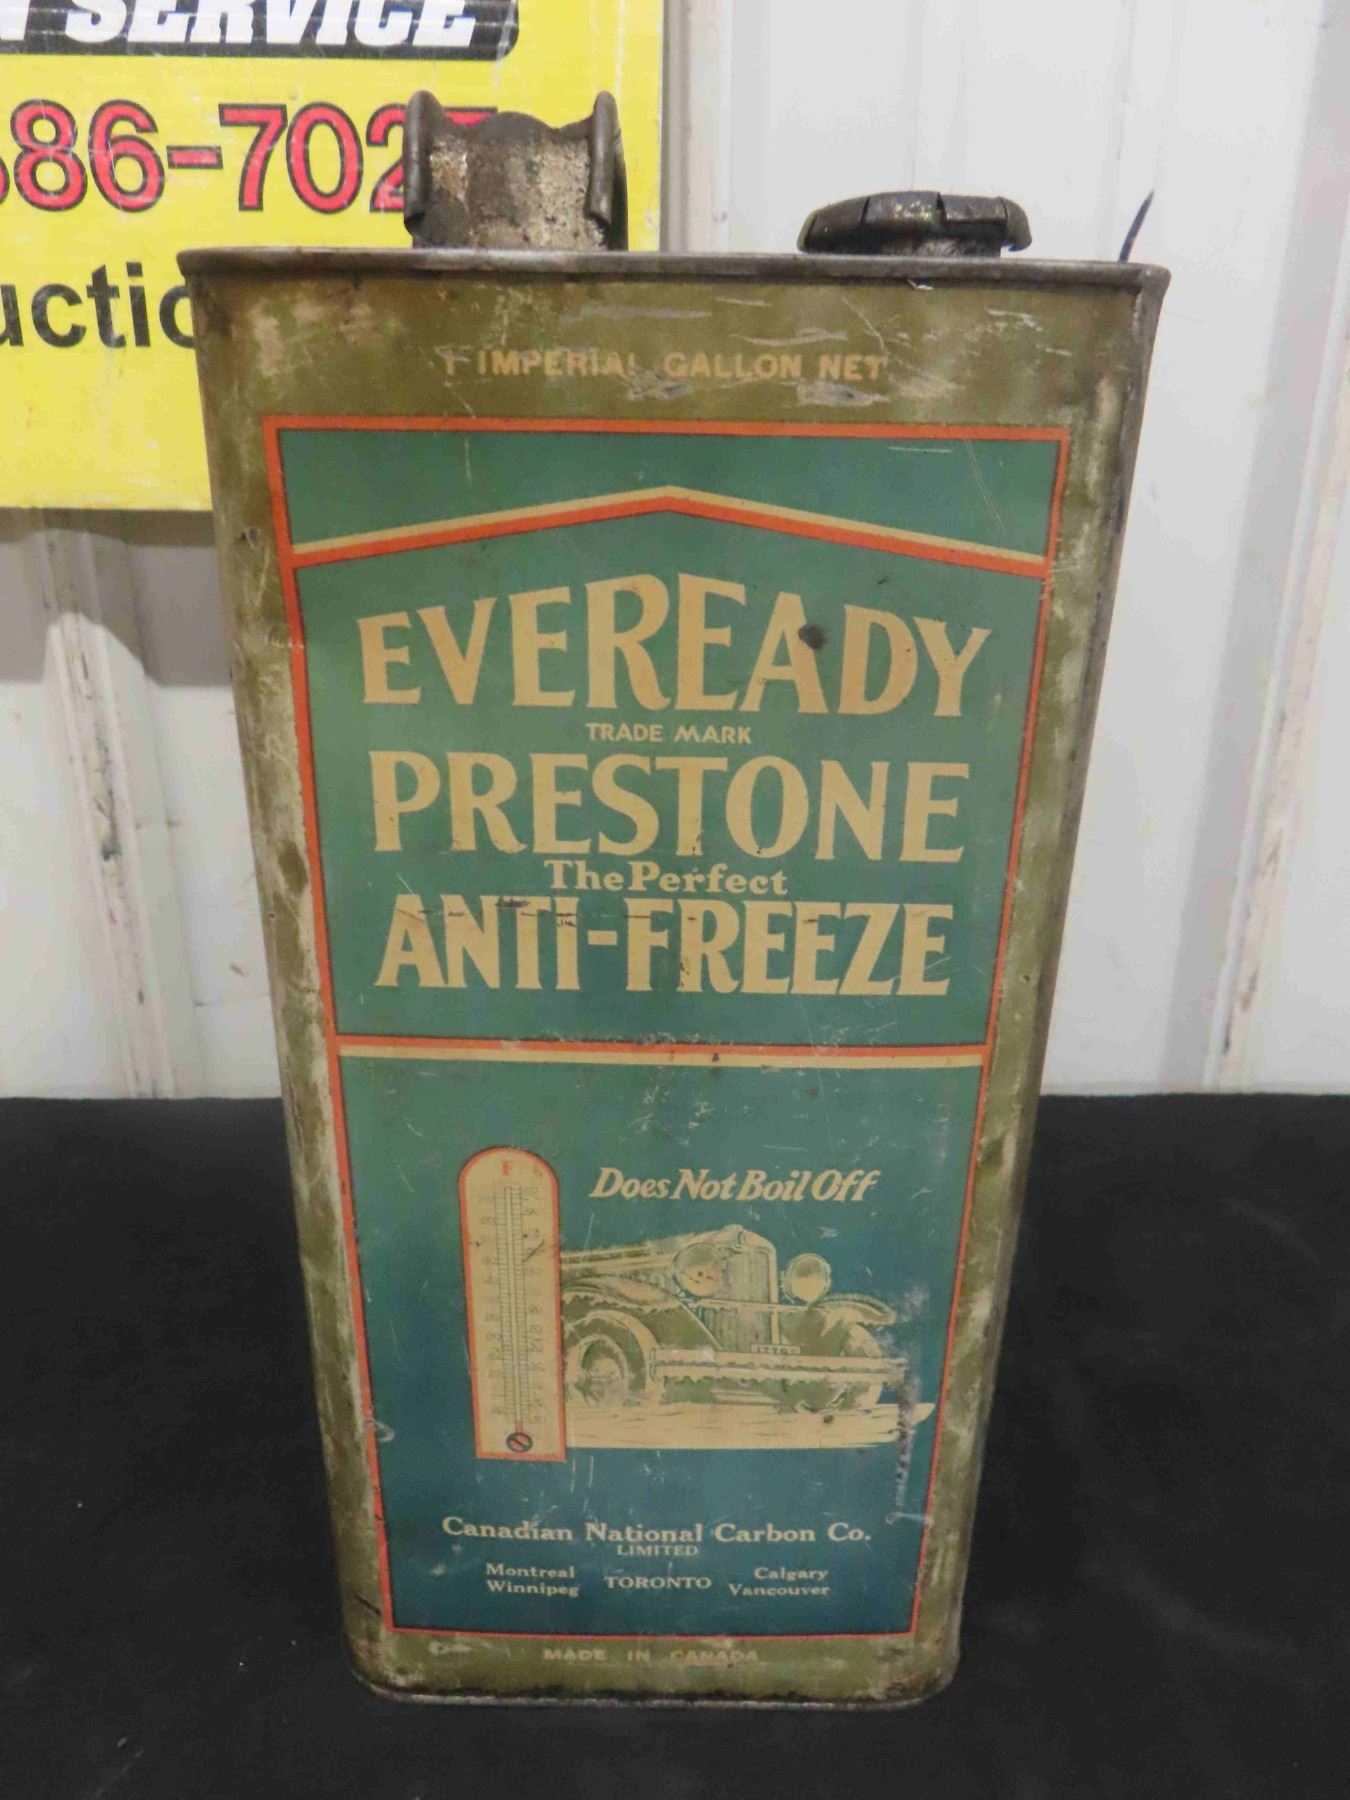 SERVICE
86-702
uctio
1 IMPERIAL GALLON NET
EVEREADY
TRADE MARK
PRESTONE
The Perfect
ANTI-FREEZE
F
Does Not Boil Off
Canadian National Carbon Co.
LIMITED
Montreal TORONTO Calgary
Winnipeg Vancouver
MADE IN CANADA